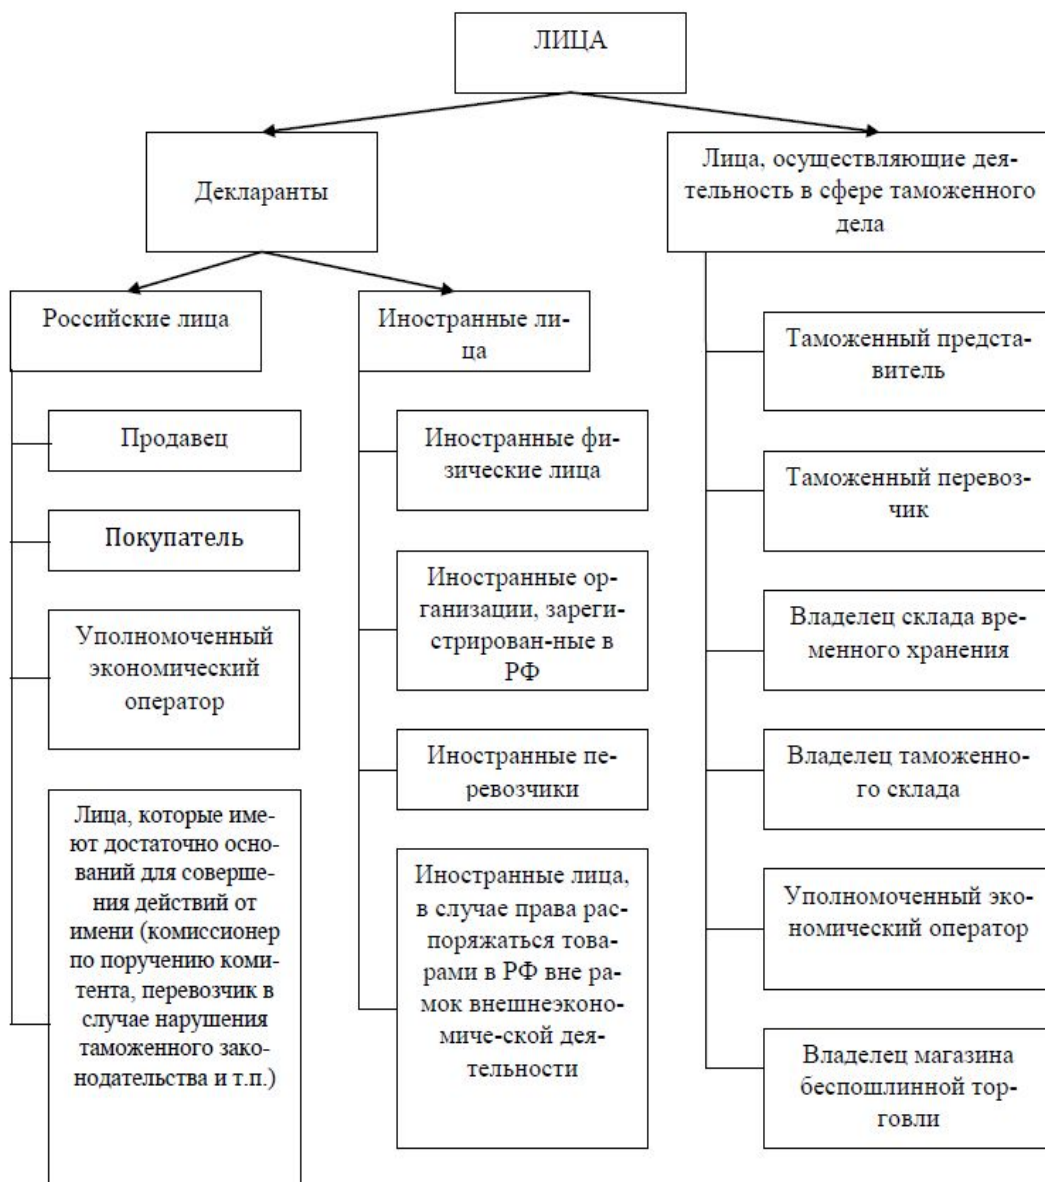 ЛИЦА
Декларанты
Лица, осуществляющие дея-
тельность в сфере таможенного
дела
Российские лица
Иностранные ли-
ца
Продавец
Покупатель
Уполномоченный
экономический
оператор
Лица, которые име-
ют достаточно осно-
ваний для соверше-
ния действий от
имени (комиссионер
по поручению коми-
тента, перевозчик в
случае нарушения
таможенного зако-
нодательства и т.п.)
Иностранные фи-
зические лица
Иностранные ор-
ганизации, зареги-
стрирован-ные в
РФ
Иностранные пе-
ревозчики
Иностранные лица,
в случае права рас-
поряжаться това-
рами в РФ вне ра-
мок внешнеэконо-
миче-ской дея-
тельности
Таможенный предста-
витель
Таможенный перевоз-
чик
Владелец склада вре-
менного хранения
Владелец таможенно-
го склада
Уполномоченный эко-
номический оператор
Владелец магазина
беспошлинной тор-
говли